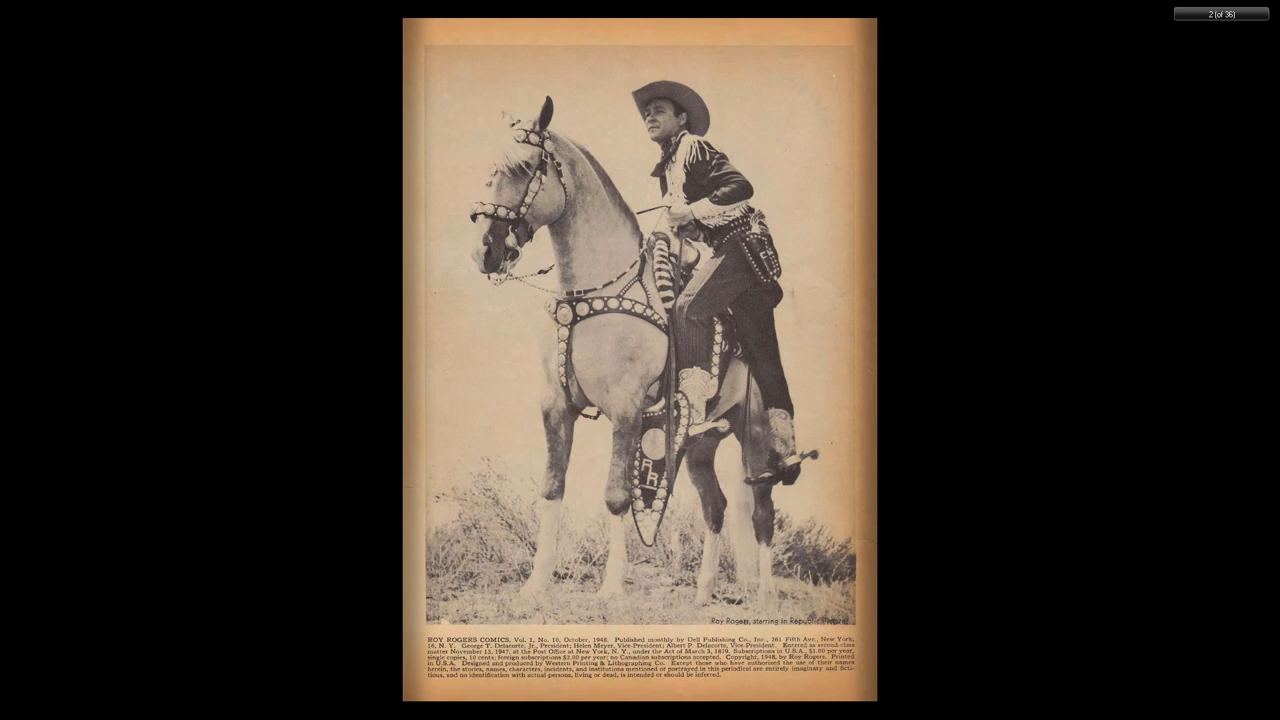 2 (of 36)
R
R
Roy Rogers, starring in Republic Pictures
ROY ROGERS COMICS, Vol. 1, No. 10, October, 1948. Published monthly by Dell Publishing Co., Inc., 261 Fifth Ave., New York,
16, N. Y. George T. Delacorte, Jr., President; Helen Meyer, Vice-President; Albert P. Delacorte, Vice-President. Entered as second-class
matter November 13, 1947, at the Post Office at New York, N. Y., under the Act of March 3, 1879. Subscriptions in U.S.A., $1.00 per year,
single copies, 10 cents; foreign subscriptions $2.00 per year; no Canadian subscriptions accepted. Copyright, 1948, by Roy Rogers. Printed
in U.S.A. Designed and produced by Western Printing & Lithographing Co. Except those who have authorized the use of their names
herein, the stories, names, characters, incidents, and institutions mentioned or portrayed in this periodical are entirely imaginary and ficti-
tious, and no identification with actual persons, living or dead, is intended or should be inferred.